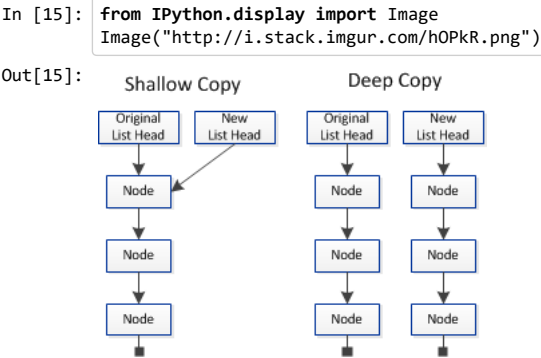 In [15]: from IPython.display import Image
Image("http://i.stack.imgur.com/hOPkR.png")
Out[15]:
Shallow Copy
Deep Copy
Original
List Head
New
List Head
Original
List Head
New
List Head
Node
Node
Node
Node
Node
Node
Node
Node
Node